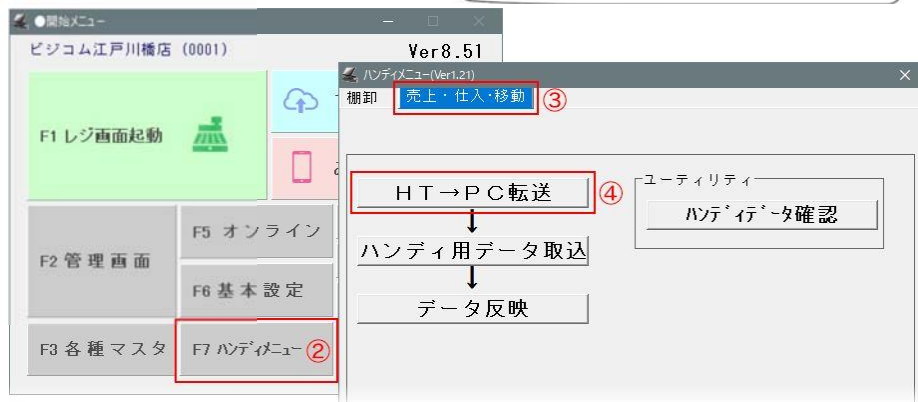 ●開始メニュー
ビジコム江戸川橋店 (0001)
Ver8.51
F1 レジ画面起動
F2 管理画面
F5 オンライン
F6 基本設定
F3 各種マスタ
F7 ハンディメニュー ②
ハンディメニュー(Ver1.21)
棚卸
売上・仕入・移動 ③
HT→PC転送 ④
↓
ハンディ用データ取込
↓
データ反映
ユーティリティ
ハンディデータ確認